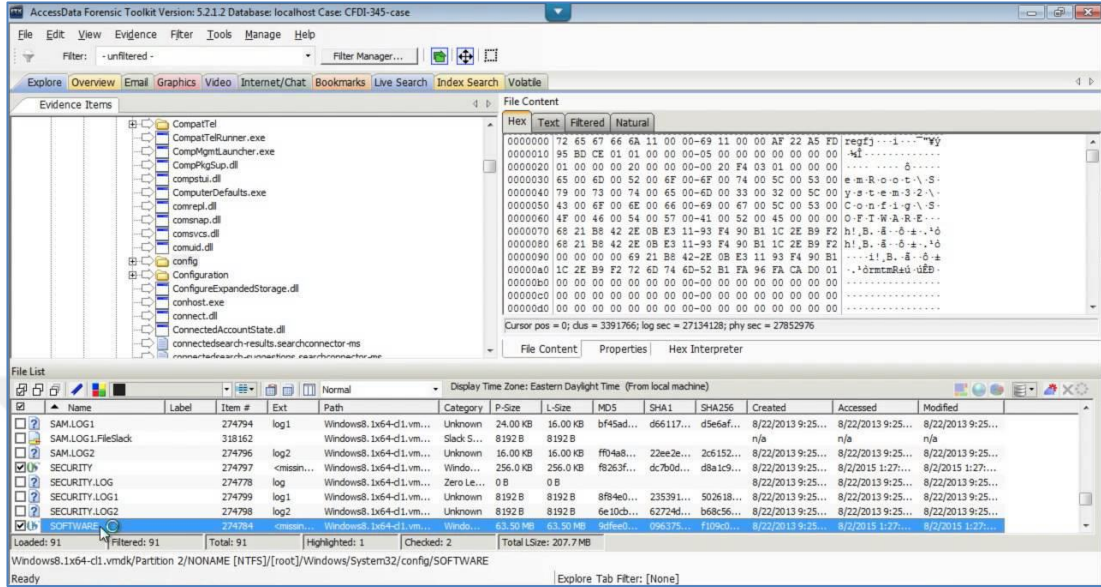 AccessData Forensic Toolkit Version: 5.2.1.2 Database: localhost Case: CFDI-345-case
File Edit View Evidence Filter Tools Manage Help
Filter: - unfiltered - Filter Manager...
Explore Overview Email Graphics Video Internet/Chat Bookmarks Live Search Index Search Volatile
Evidence Items
CompatTel
CompatTelRunner.exe
CompMgmtLauncher.exe
CompPkgSup.dll
compstui.dll
ComputerDefaults.exe
comrepl.dll
comsnap.dll
comsvcs.dll
comuid.dll
config
Configuration
ConfigureExpandedStorage.dll
conhost.exe
connect.dll
ConnectedAccountState.dll
connectedsearch-results.searchconnector-ms
connectedsearch-suggestions.searchconnector-ms
File Content
Hex Text Filtered Natural
0000000 72 65 67 66 6A 11 00 00-69 11 00 00 AF 22 A5 FD regfj···i···¯"¥ý
0000010 95 BD CE 01 01 00 00 00-05 00 00 00 00 00 00 00 ·½Î·············
0000020 01 00 00 00 20 00 00 00-00 20 F4 03 01 00 00 00 ···· ···· ô·····
0000030 65 00 6D 00 52 00 6F 00-6F 00 74 00 5C 00 53 00 e·m·R·o·o·t·\·S·
0000040 79 00 73 00 74 00 65 00-6D 00 33 00 32 00 5C 00 y·s·t·e·m·3·2·\·
0000050 43 00 6F 00 6E 00 66 00-69 00 67 00 5C 00 53 00 C·o·n·f·i·g·\·S·
0000060 4F 00 46 00 54 00 57 00-41 00 52 00 45 00 00 00 O·F·T·W·A·R·E···
0000070 68 21 B8 42 2E 0B E3 11-93 F4 90 B1 1C 2E B9 F2 h!¸B.·ã··ô·±·.¹ò
0000080 68 21 B8 42 2E 0B E3 11-93 F4 90 B1 1C 2E B9 F2 h!¸B.·ã··ô·±·.¹ò
0000090 00 00 00 00 69 21 B8 42-2E 0B E3 11 93 F4 90 B1 ····i!¸B.·ã··ô·±
00000a0 1C 2E B9 F2 72 6D 74 6D-52 B1 FA 96 FA CA D0 01 ·.¹òrmtmR±ú·úÊÐ·
00000b0 00 00 00 00 00 00 00 00-00 00 00 00 00 00 00 00 ················
00000c0 00 00 00 00 00 00 00 00-00 00 00 00 00 00 00 00 ················
00000d0 00 00 00 00 00 00 00 00-00 00 00 00 00 00 00 00 ················
Cursor pos = 0; clus = 3391766; log sec = 27134128; phy sec = 27852976
File Content Properties Hex Interpreter
File List
Normal Display Time Zone: Eastern Daylight Time (From local machine)
Name Label Item # Ext Path Category P-Size L-Size MD5 SHA1 SHA256 Created Accessed Modified
SAM.LOG1 274794 log1 Windows8.1x64-cl1.vm... Unknown 24.00 KB 16.00 KB bf45ad... d66117... d5e6af... 8/22/2013 9:25... 8/22/2013 9:25... 8/22/2013 9:25...
SAM.LOG1.FileSlack 318162 Windows8.1x64-cl1.vm... Slack S... 8192 B 8192 B n/a n/a n/a
SAM.LOG2 274796 log2 Windows8.1x64-cl1.vm... Unknown 16.00 KB 16.00 KB ff04a8... 22ee2e... 2c6152... 8/22/2013 9:25... 8/22/2013 9:25... 8/22/2013 9:25...
SECURITY 274797 <missin... Windows8.1x64-cl1.vm... Windo... 256.0 KB 256.0 KB f8263f... dc7b0d... d8a1c9... 8/22/2013 9:25... 8/2/2015 1:27:... 8/2/2015 1:27:...
SECURITY.LOG 274778 log Windows8.1x64-cl1.vm... Zero Le... 0 B 0 B 8/22/2013 9:25... 8/22/2013 9:25... 8/22/2013 9:25...
SECURITY.LOG1 274799 log1 Windows8.1x64-cl1.vm... Unknown 8192 B 8192 B 8f84e0... 235391... 502618... 8/22/2013 9:25... 8/22/2013 9:25... 8/22/2013 9:25...
SECURITY.LOG2 274798 log2 Windows8.1x64-cl1.vm... Unknown 8192 B 8192 B 6e10cb... 62724d... b68c56... 8/22/2013 9:25... 8/22/2013 9:25... 8/22/2013 9:25...
SOFTWARE 274784 <missin... Windows8.1x64-cl1.vm... Windo... 63.50 MB 63.50 MB 9dfee0... 096375... f109c0... 8/22/2013 9:25... 8/2/2015 1:27:... 8/2/2015 1:27:...
Loaded: 91 Filtered: 91 Total: 91 Highlighted: 1 Checked: 2 Total LSize: 207.7 MB
Windows8.1x64-cl1.vmdk/Partition 2/NONAME [NTFS]/[root]/Windows/System32/config/SOFTWARE
Ready Explore Tab Filter: [None]